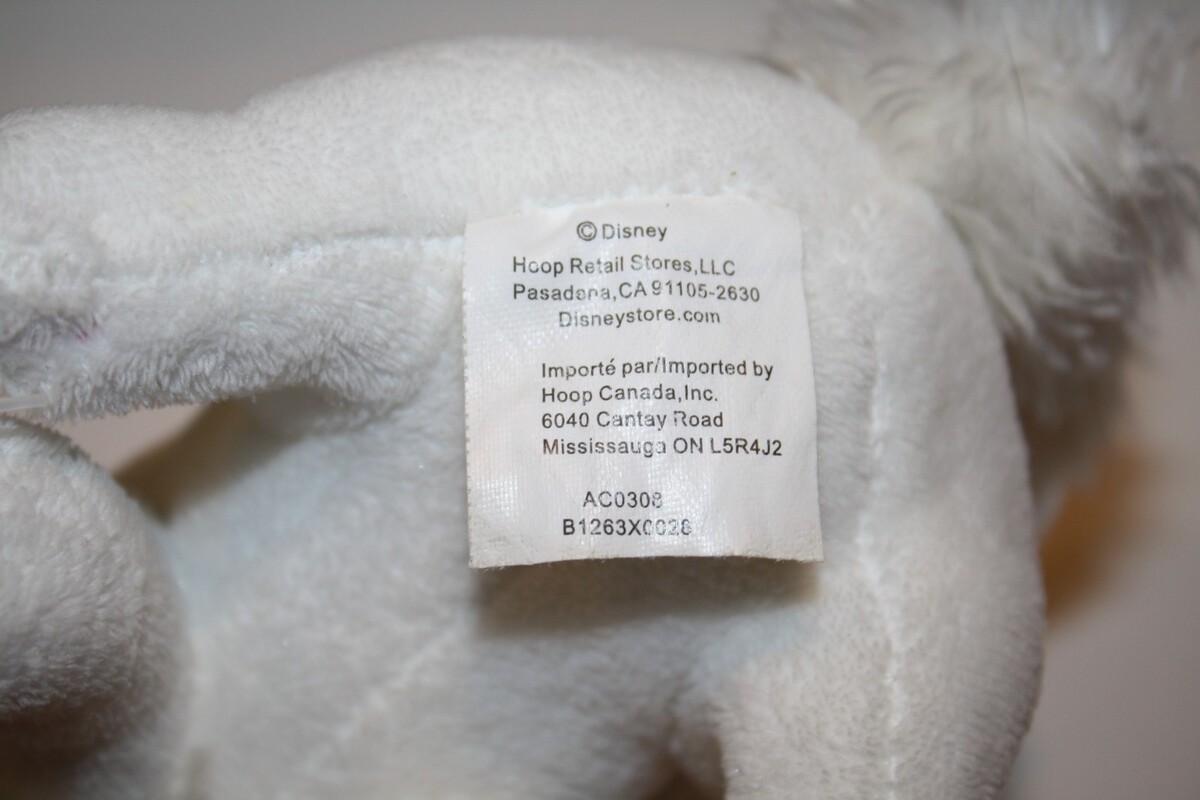 ©Disney
Hoop Retail Stores,LLC
Pasadena,CA 91105-2630
Disneystore.com
Importé par/Imported by
Hoop Canada,Inc.
6040 Cantay Road
Mississauga ON L5R4J2
AC0308
B1263X0028